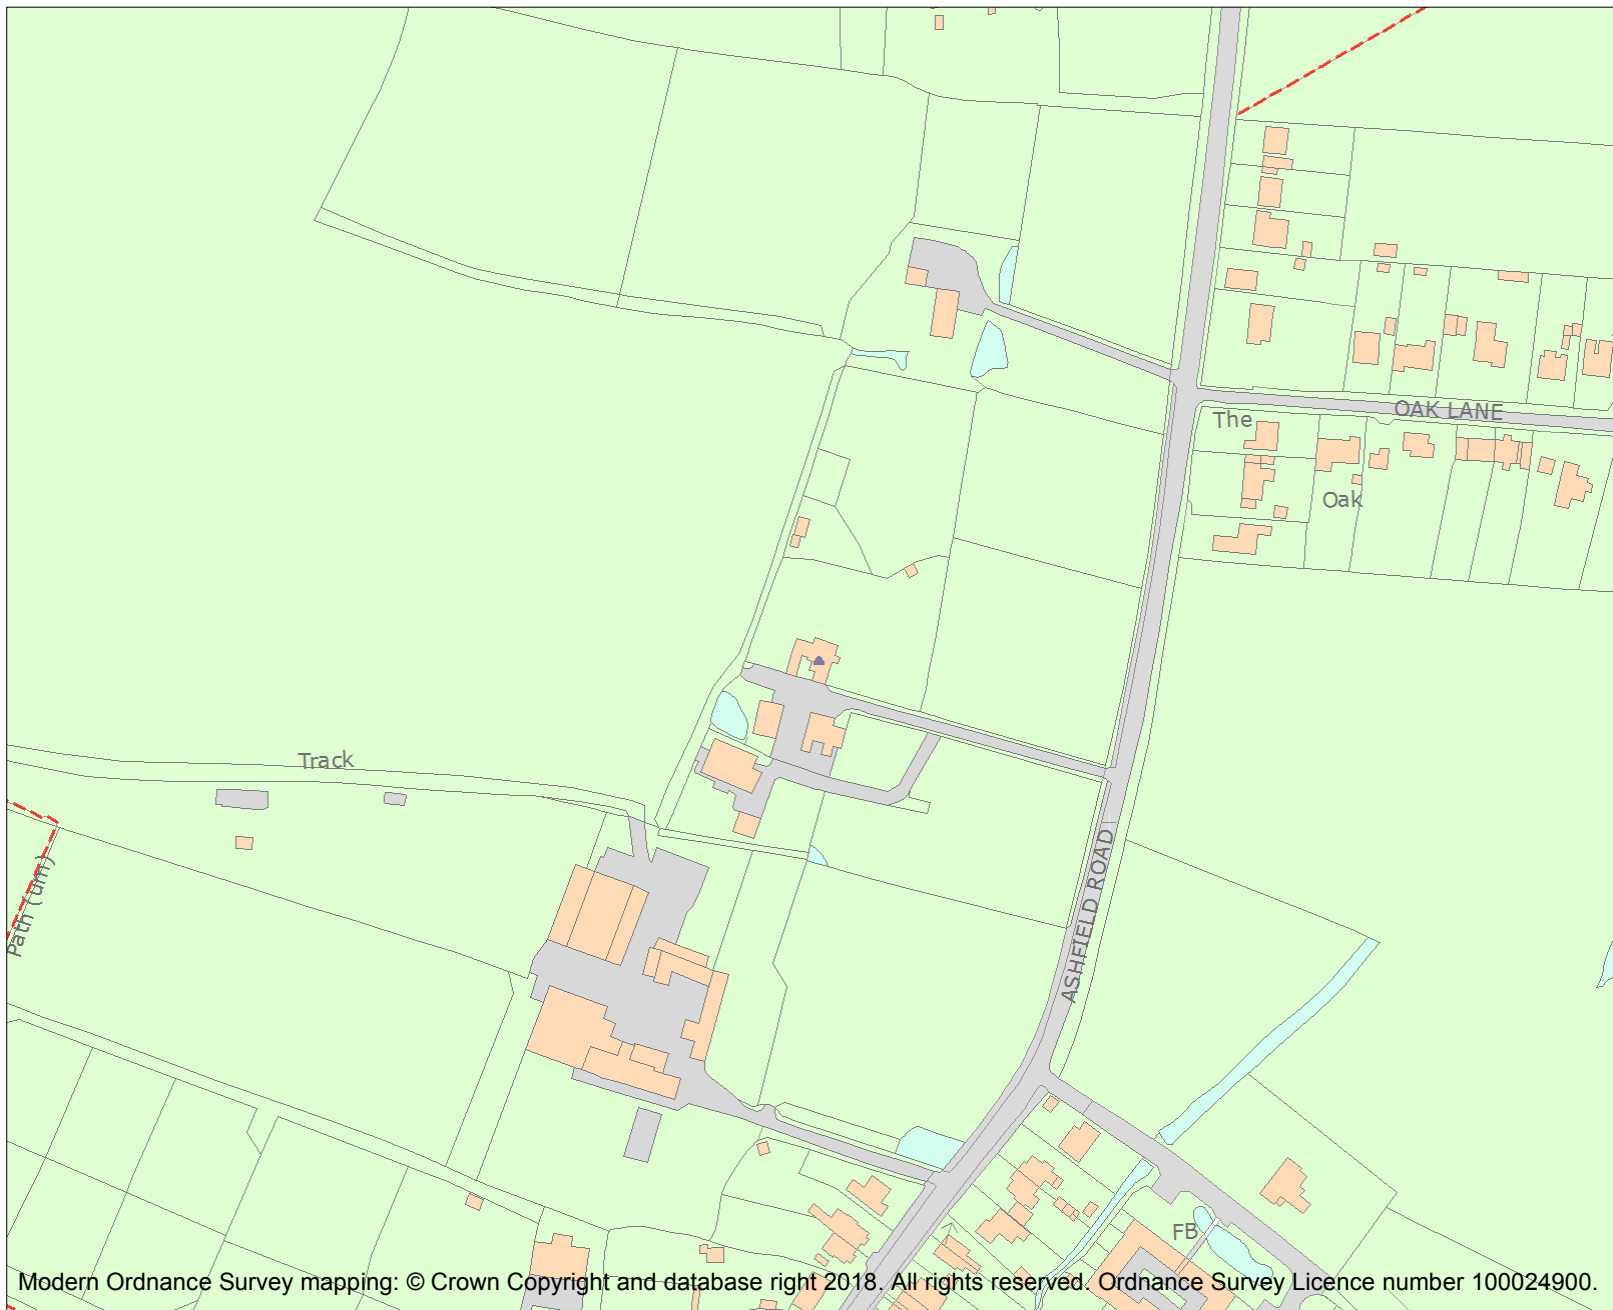 OAK LANE
The
Oak
Track
Path (um)
ASHFIELD ROAD
FB
Modern Ordnance Survey mapping: © Crown Copyright and database right 2018. All rights reserved. Ordnance Survey Licence number 100024900.